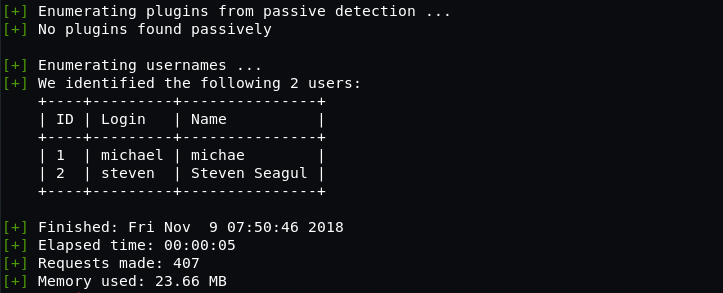 [+] Enumerating plugins from passive detection ...
[+] No plugins found passively

[+] Enumerating usernames ...
[+] We identified the following 2 users:
    +----+---------+---------------+
    | ID | Login   | Name          |
    +----+---------+---------------+
    | 1  | michael | michae        |
    | 2  | steven  | Steven Seagul |
    +----+---------+---------------+

[+] Finished: Fri Nov  9 07:50:46 2018
[+] Elapsed time: 00:00:05
[+] Requests made: 407
[+] Memory used: 23.66 MB